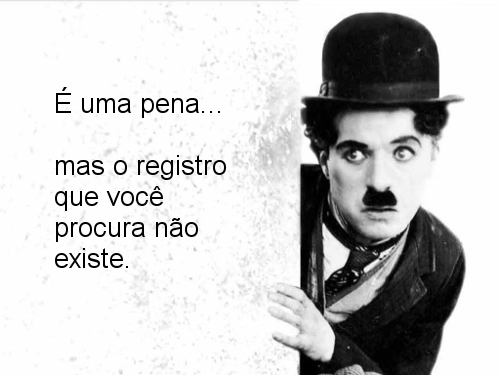 É uma pena...
mas o registro
que você
procura não
existe.